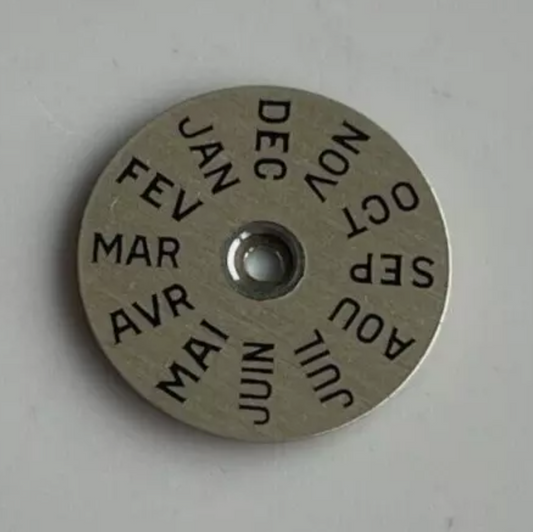 JAN
FEV
MAR
AVR
MAI
JUIN
JUIL
AOU
SEP
OCT
NOV
DEC